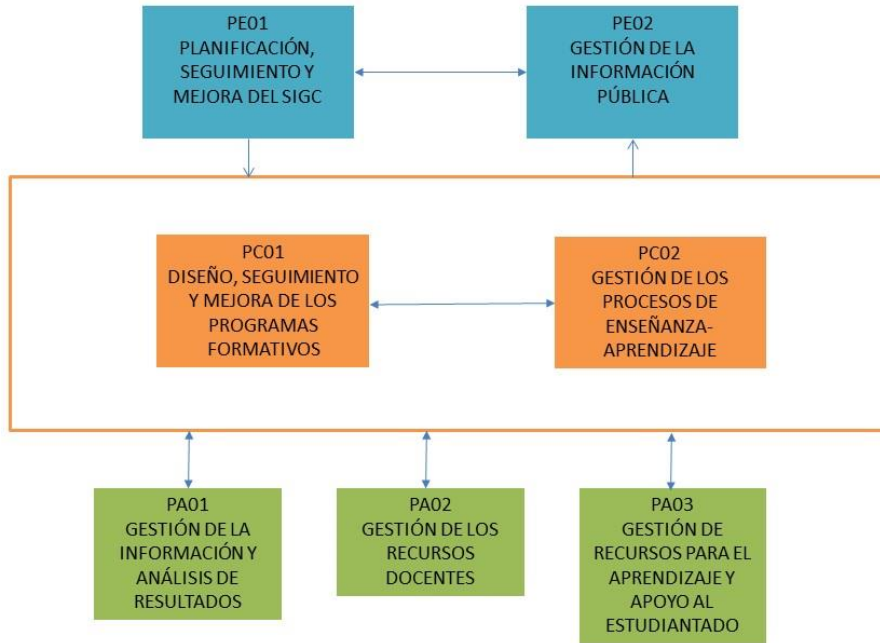 PE01
PLANIFICACIÓN,
SEGUIMIENTO Y
MEJORA DEL SIGC
PE02
GESTIÓN DE LA
INFORMACIÓN
PÚBLICA
PC01
DISEÑO, SEGUIMIENTO
Y MEJORA DE LOS
PROGRAMAS
FORMATIVOS
PC02
GESTIÓN DE LOS
PROCESOS DE
ENSEÑANZA-
APRENDIZAJE
PA01
GESTIÓN DE LA
INFORMACIÓN Y
ANÁLISIS DE
RESULTADOS
PA02
GESTIÓN DE LOS
RECURSOS
DOCENTES
PA03
GESTIÓN DE
RECURSOS PARA EL
APRENDIZAJE Y
APOYO AL
ESTUDIANTADO